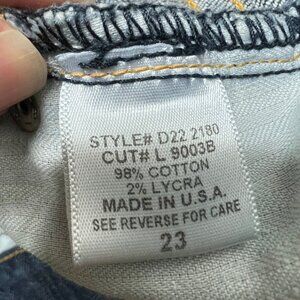 STYLE# D22 2180
CUT# L 9003B
98% COTTON
2% LYCRA
MADE IN U.S.A.
SEE REVERSE FOR CARE
23